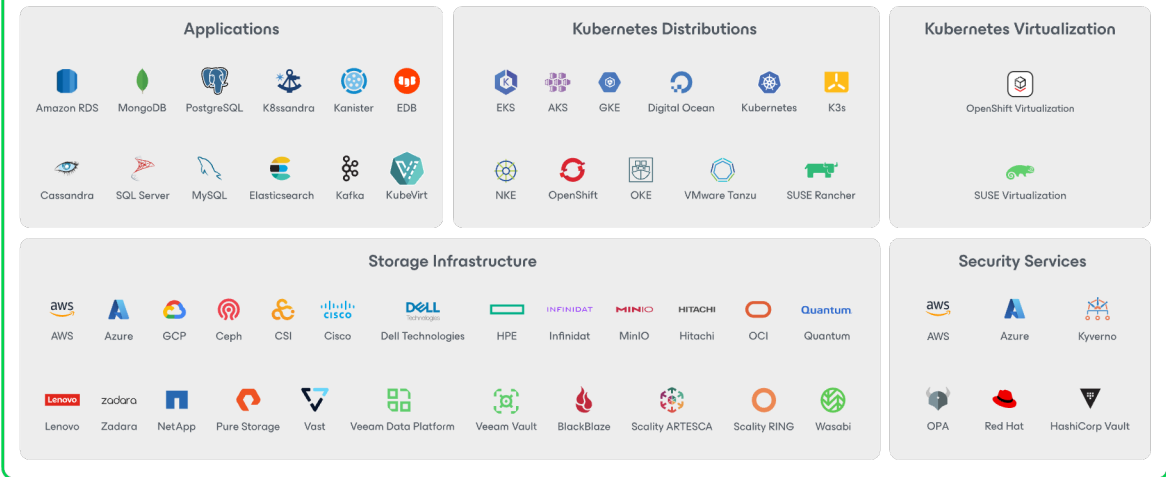 Applications
Amazon RDS MongoDB PostgreSQL K8ssandra Kanister EDB
Cassandra SQL Server MySQL Elasticsearch Kafka KubeVirt
Kubernetes Distributions
EKS AKS GKE Digital Ocean Kubernetes K3s
NKE OpenShift OKE VMware Tanzu SUSE Rancher
Kubernetes Virtualization
OpenShift Virtualization
SUSE Virtualization
Storage Infrastructure
aws cisco DELL Technologies INFINIDAT MINIO HITACHI Quantum
AWS Azure GCP Ceph CSI Cisco Dell Technologies HPE Infinidat MinIO Hitachi OCI Quantum
Lenovo zadara
Lenovo Zadara NetApp Pure Storage Vast Veeam Data Platform Veeam Vault BlackBlaze Scality ARTESCA Scality RING Wasabi
Security Services
aws
AWS Azure Kyverno
OPA Red Hat HashiCorp Vault